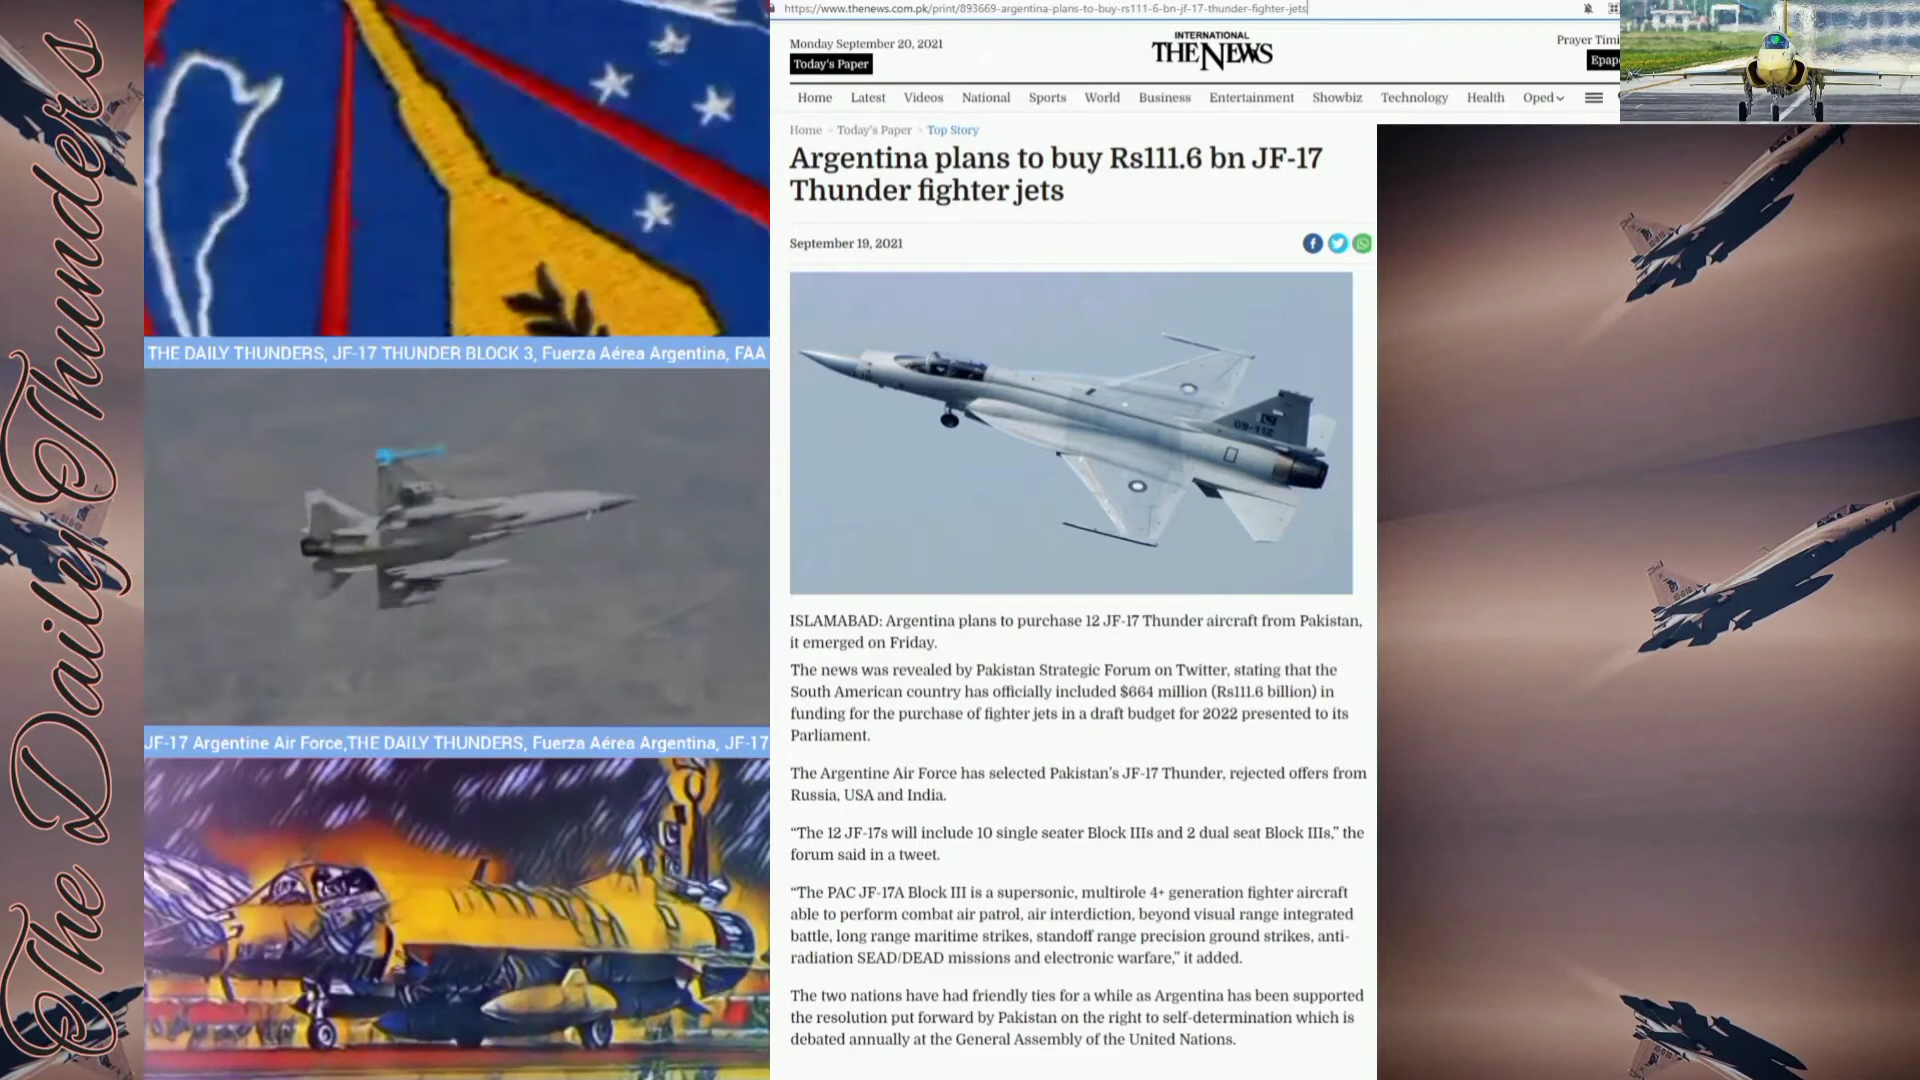 The Daily Thunders
THE DAILY THUNDERS, JF-17 THUNDER BLOCK 3, Fuerza Aérea Argentina, FAA
JF-17 Argentine Air Force,THE DAILY THUNDERS, Fuerza Aérea Argentina, JF-17
https://www.thenews.com.pk/print/893669-argentina-plans-to-buy-rs111-6-bn-jf-17-thunder-fighter-jets
Monday September 20, 2021
Today's Paper
INTERNATIONAL
THE NEWS
Prayer Timi
Epap
Home Latest Videos National Sports World Business Entertainment Showbiz Technology Health Oped
Home > Today's Paper > Top Story
Argentina plans to buy Rs111.6 bn JF-17
Thunder fighter jets
September 19, 2021
09-112
ISLAMABAD: Argentina plans to purchase 12 JF-17 Thunder aircraft from Pakistan,
it emerged on Friday.
The news was revealed by Pakistan Strategic Forum on Twitter, stating that the
South American country has officially included $664 million (Rs111.6 billion) in
funding for the purchase of fighter jets in a draft budget for 2022 presented to its
Parliament.
The Argentine Air Force has selected Pakistan’s JF-17 Thunder, rejected offers from
Russia, USA and India.
“The 12 JF-17s will include 10 single seater Block IIIs and 2 dual seat Block IIIs,” the
forum said in a tweet.
“The PAC JF-17A Block III is a supersonic, multirole 4+ generation fighter aircraft
able to perform combat air patrol, air interdiction, beyond visual range integrated
battle, long range maritime strikes, standoff range precision ground strikes, anti-
radiation SEAD/DEAD missions and electronic warfare,” it added.
The two nations have had friendly ties for a while as Argentina has been supported
the resolution put forward by Pakistan on the right to self-determination which is
debated annually at the General Assembly of the United Nations.